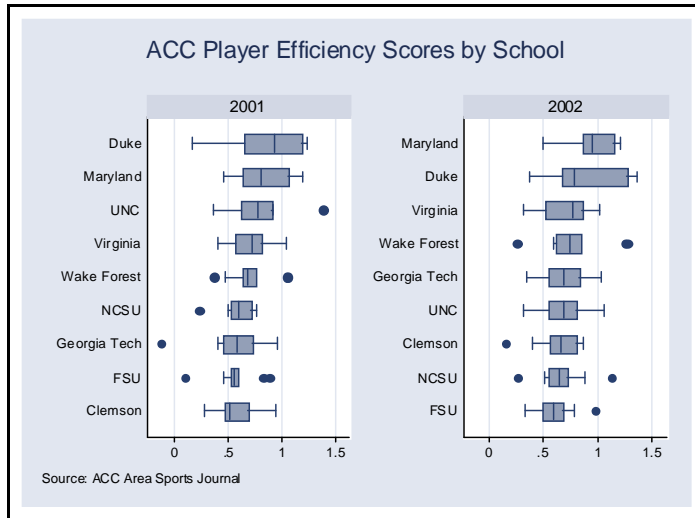 ACC Player Efficiency Scores by School
2001
Duke
Maryland
UNC
Virginia
Wake Forest
NCSU
Georgia Tech
FSU
Clemson
0 .5 1 1.5
2002
Maryland
Duke
Virginia
Wake Forest
Georgia Tech
UNC
Clemson
NCSU
FSU
0 .5 1 1.5
Source: ACC Area Sports Journal